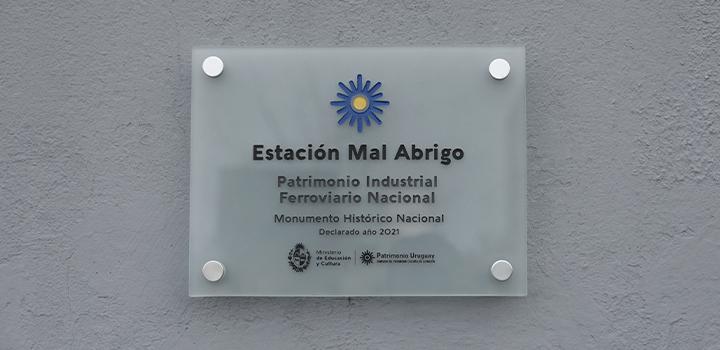 Estación Mal Abrigo
Patrimonio Industrial
Ferroviario Nacional
Monumento Histórico Nacional
Declarado año 2021
Ministerio
de Educación
y Cultura
Patrimonio Uruguay